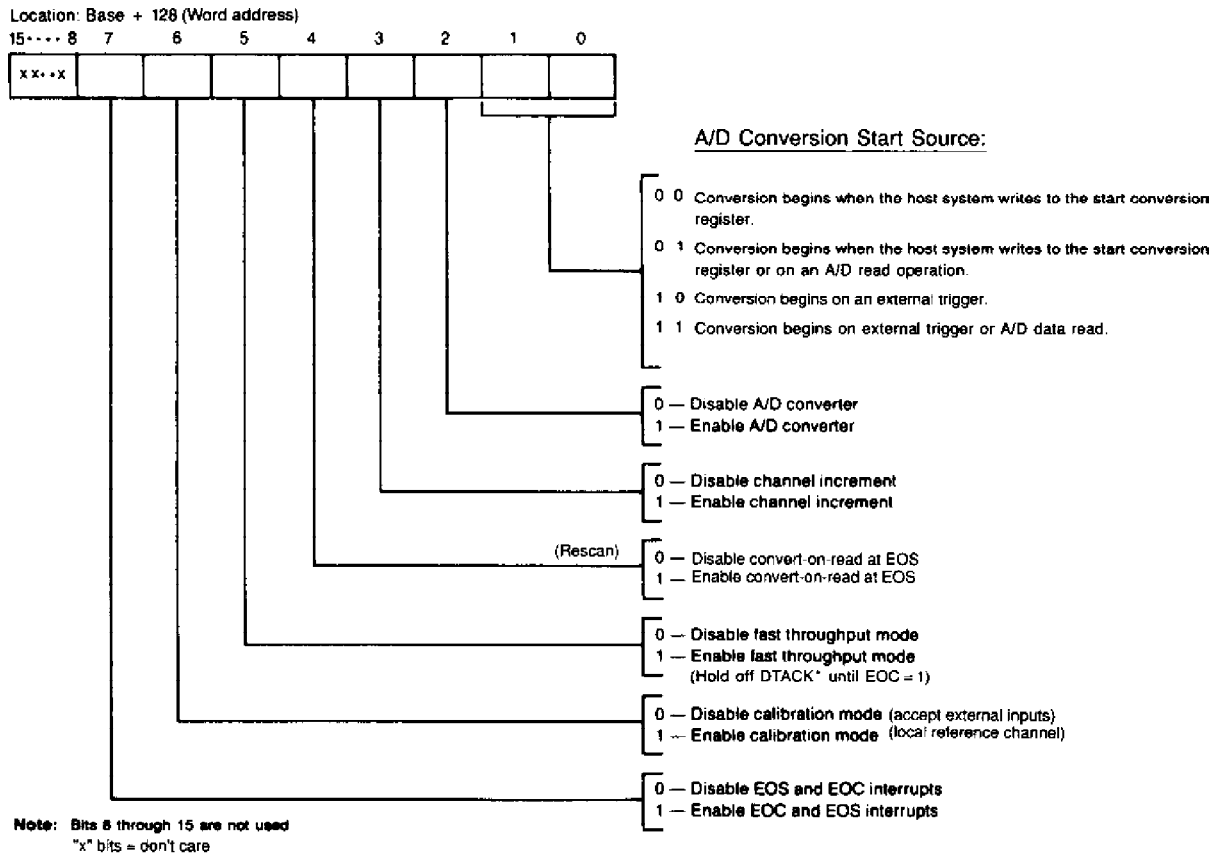 Location: Base + 128 (Word address)
15···· 8 7 6 5 4 3 2 1 0
x x··x
A/D Conversion Start Source:
0 0 Conversion begins when the host system writes to the start conversion
register.
0 1 Conversion begins when the host system writes to the start conversion
register or on an A/D read operation.
1 0 Conversion begins on an external trigger.
1 1 Conversion begins on external trigger or A/D data read.
0 — Disable A/D converter
1 — Enable A/D converter
0 — Disable channel increment
1 — Enable channel increment
(Rescan)
0 — Disable convert-on-read at EOS
1 — Enable convert-on-read at EOS
0 — Disable fast throughput mode
1 — Enable fast throughput mode
(Hold off DTACK* until EOC = 1)
0 — Disable calibration mode (accept external inputs)
1 — Enable calibration mode (local reference channel)
0 — Disable EOS and EOC interrupts
1 — Enable EOC and EOS interrupts
Note: Bits 8 through 15 are not used
"x" bits = don't care